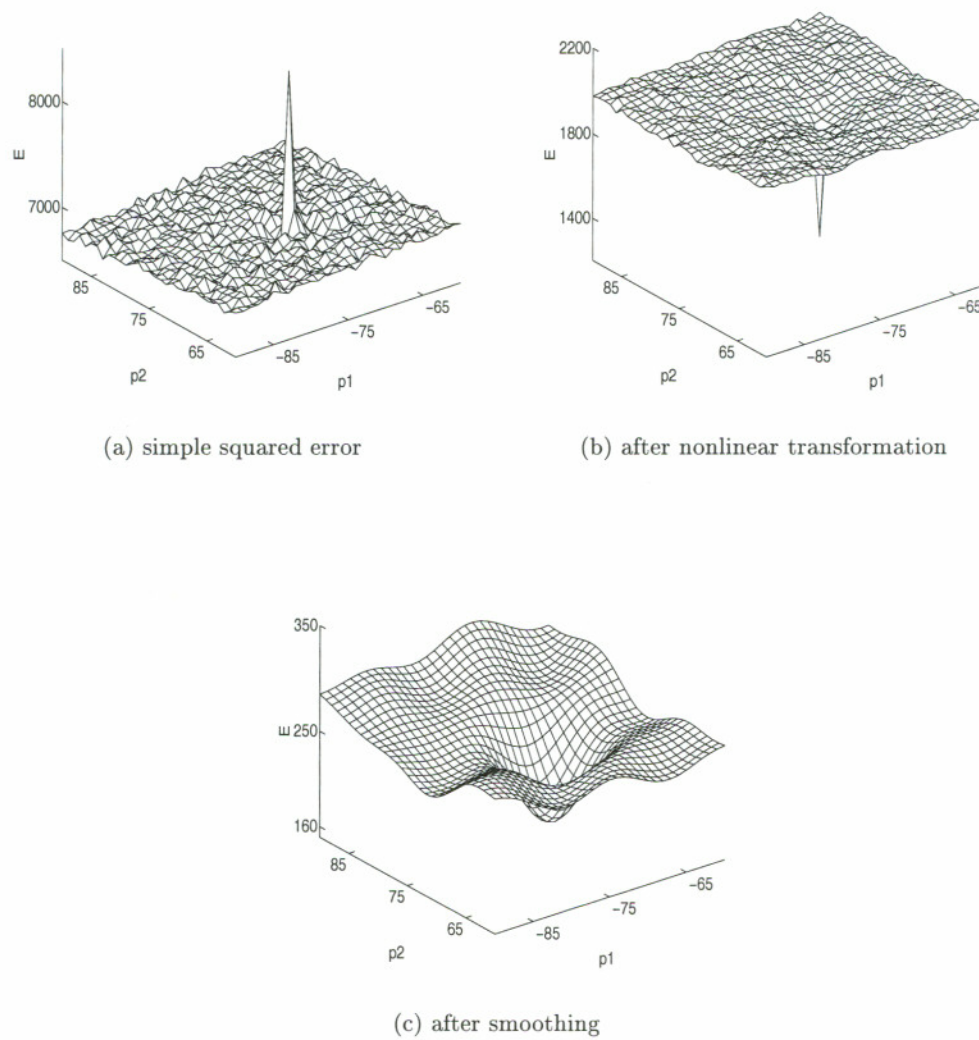 8000
7000
E
85
75
65
p2
−85
−75
−65
p1
(a) simple squared error
2200
1800
1400
E
85
75
65
p2
−85
−75
−65
p1
(b) after nonlinear transformation
350
250
160
E
85
75
65
p2
−85
−75
−65
p1
(c) after smoothing